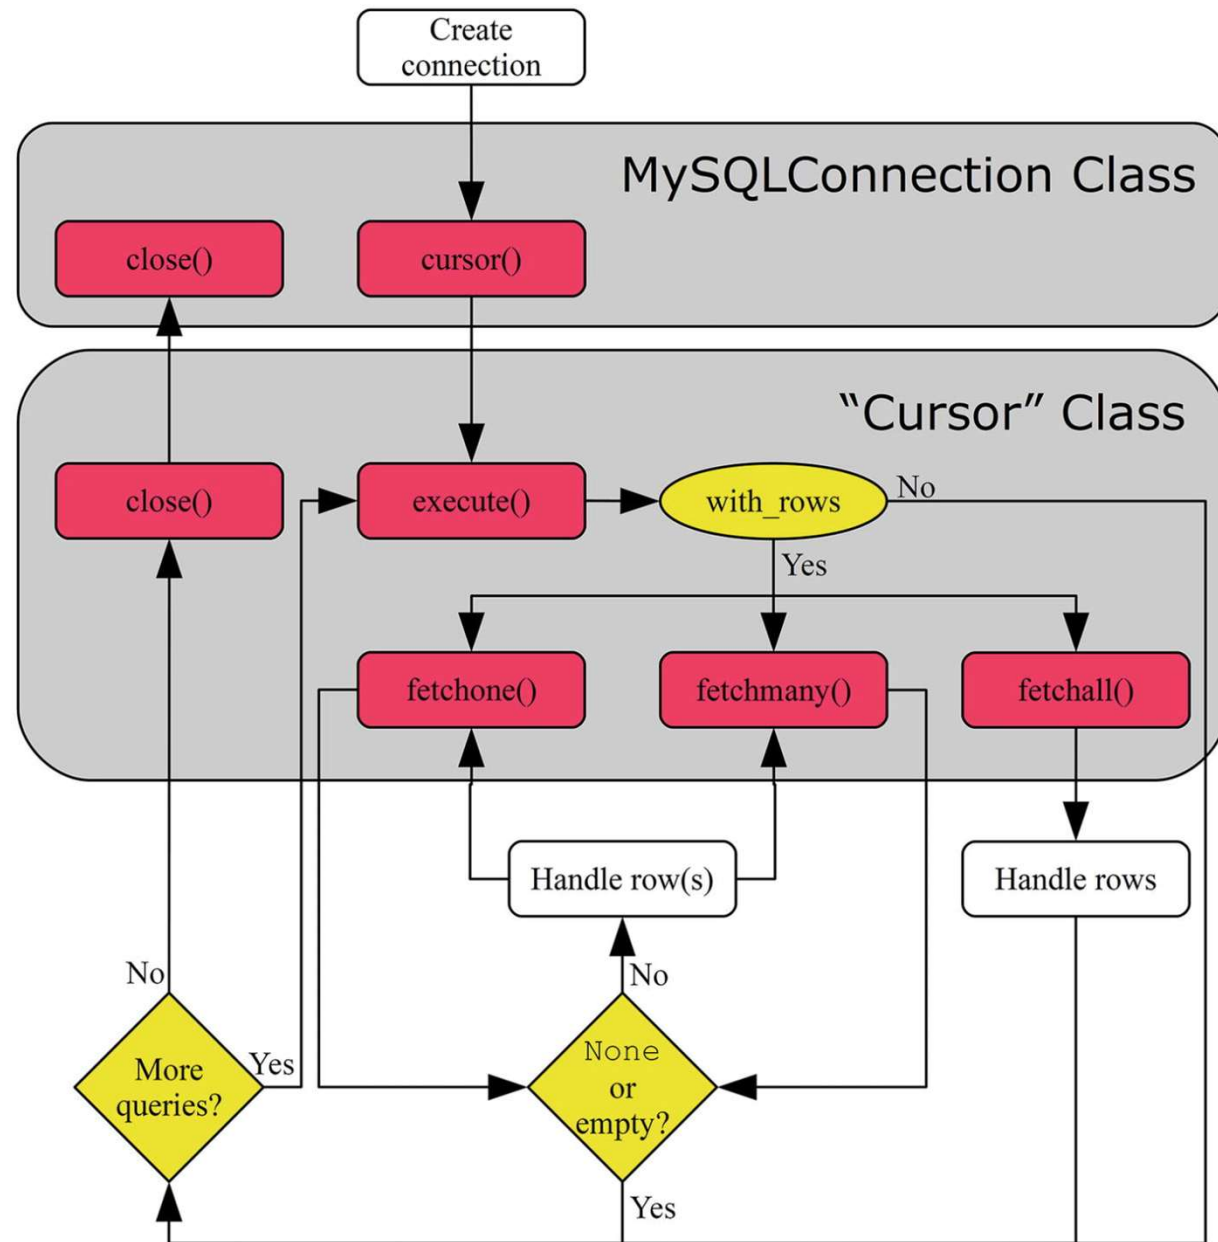 Create
connection
MySQLConnection Class
close()
cursor()
“Cursor” Class
close()
execute()
with_rows
No
Yes
fetchone()
fetchmany()
fetchall()
Handle row(s)
Handle rows
No
No
More
queries?
Yes
None
or
empty?
Yes